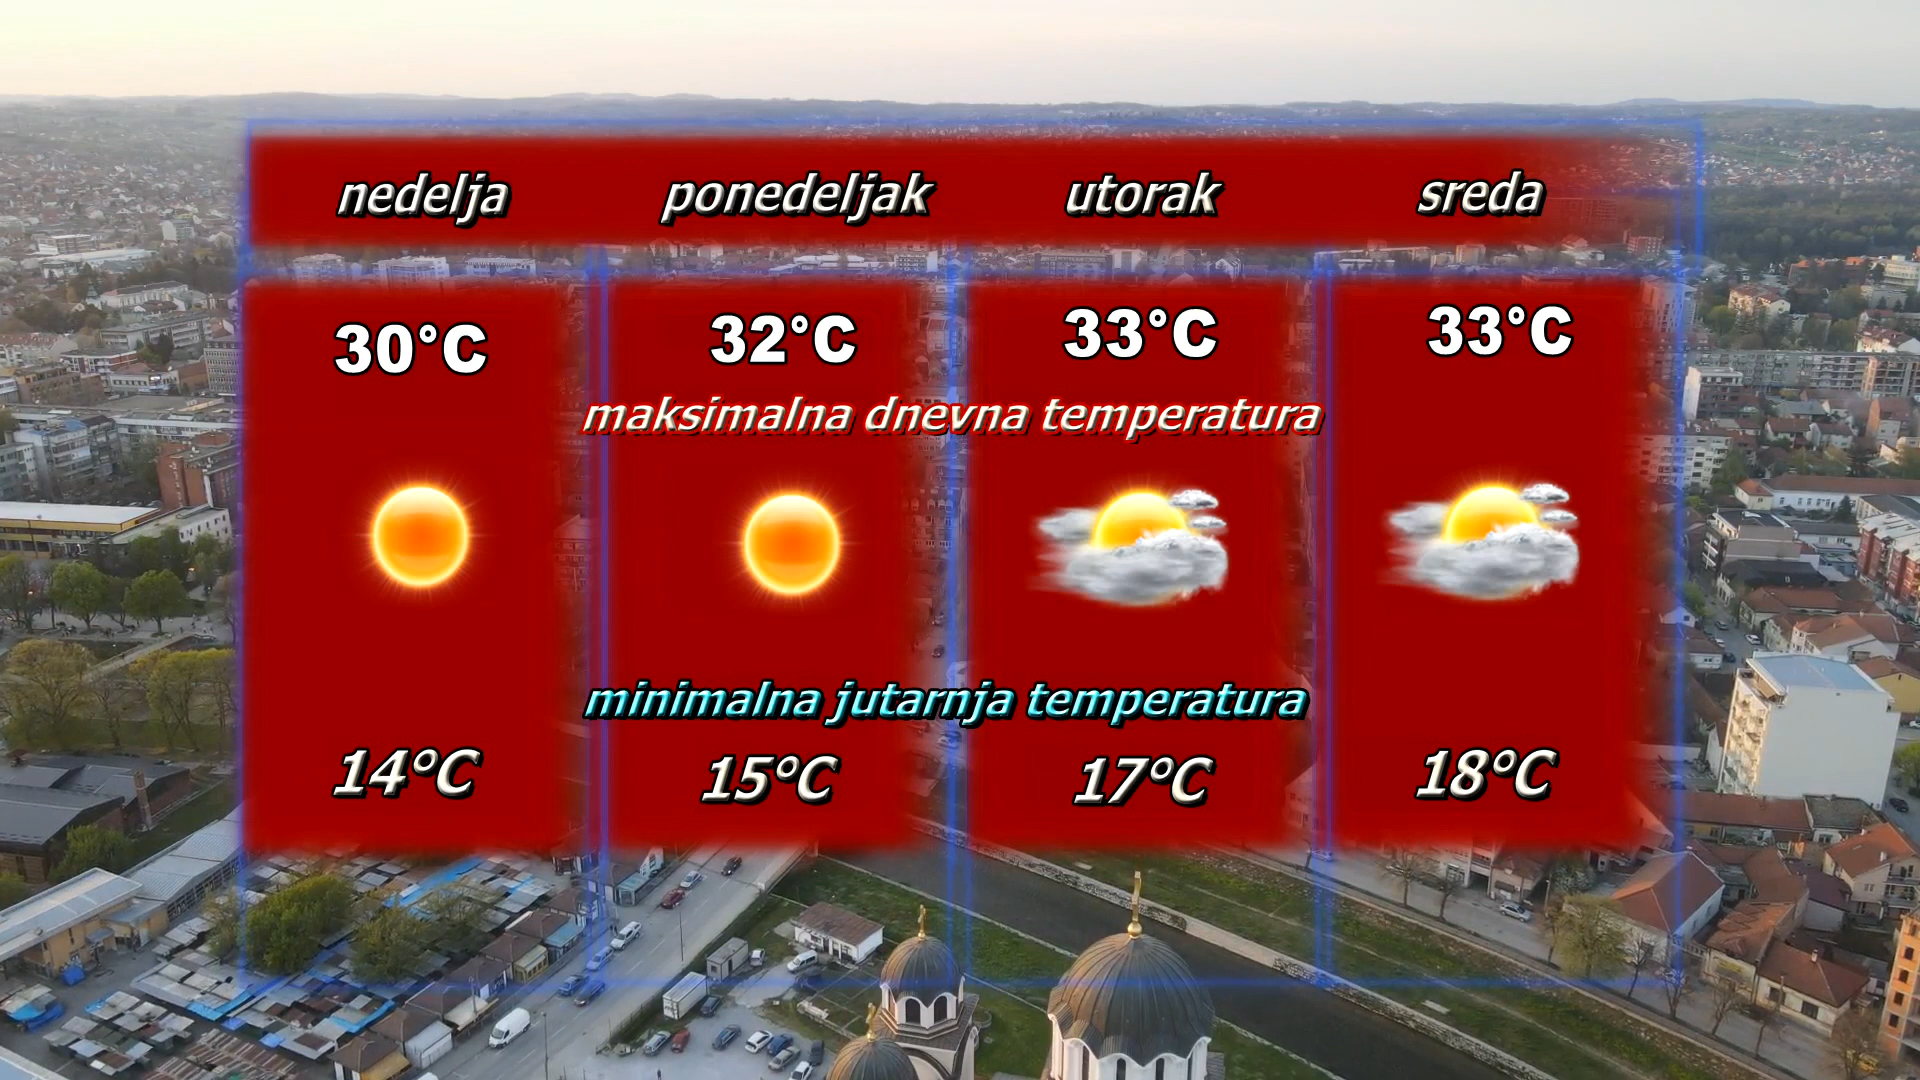 nedelja ponedeljak utorak sreda
30°C 32°C 33°C 33°C
maksimalna dnevna temperatura
minimalna jutarnja temperatura
14°C 15°C 17°C 18°C